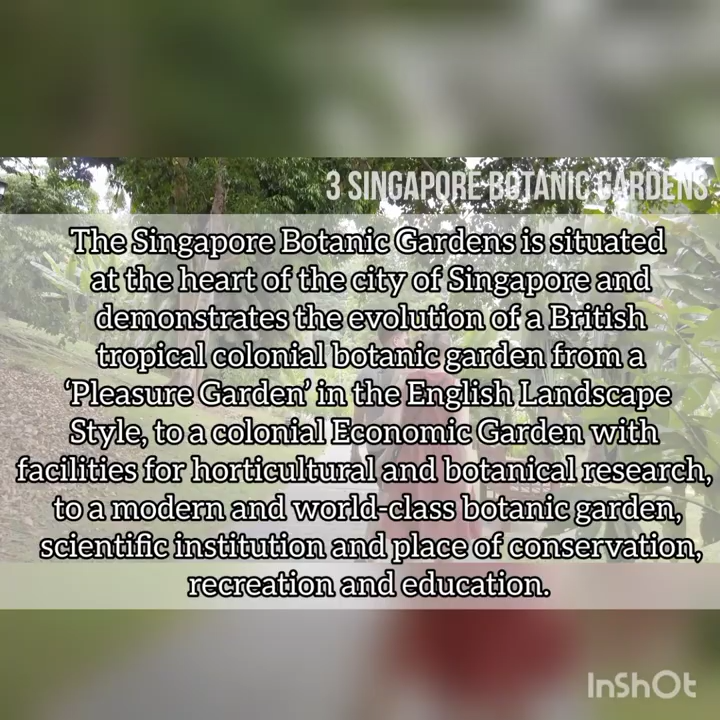 3 SINGAPORE BOTANIC GARDENS
The Singapore Botanic Gardens is situated
at the heart of the city of Singapore and
demonstrates the evolution of a British
tropical colonial botanic garden from a
‘Pleasure Garden’ in the English Landscape
Style, to a colonial Economic Garden with
facilities for horticultural and botanical research,
to a modern and world-class botanic garden,
scientific institution and place of conservation,
recreation and education.
InShOt